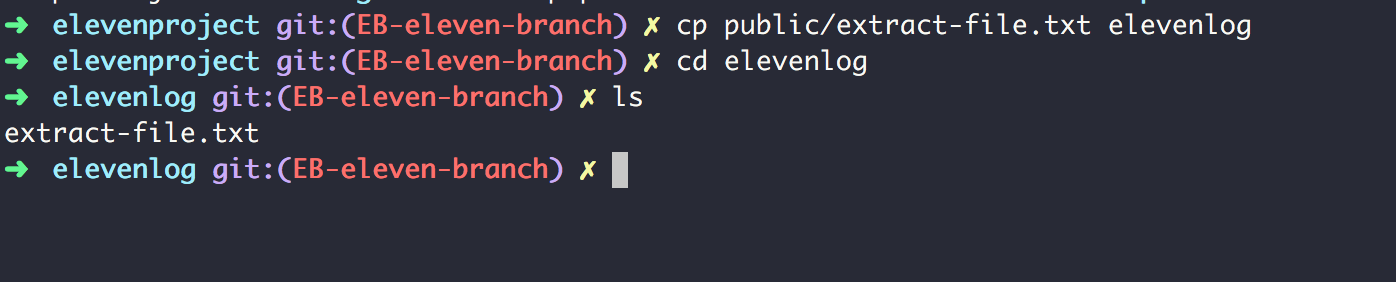 ➜ elevenproject git:(EB-eleven-branch) ✗ cp public/extract-file.txt elevenlog
➜ elevenproject git:(EB-eleven-branch) ✗ cd elevenlog
➜ elevenlog git:(EB-eleven-branch) ✗ ls
extract-file.txt
➜ elevenlog git:(EB-eleven-branch) ✗